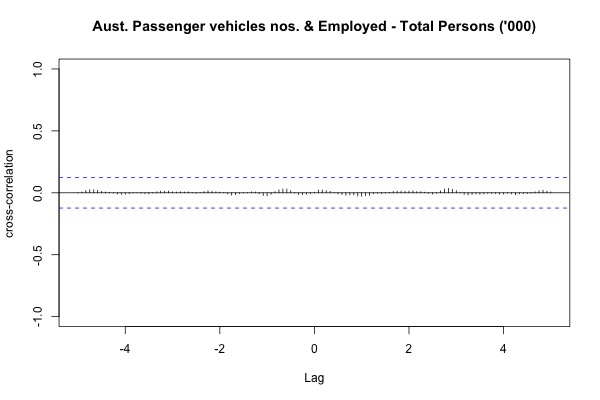 Aust. Passenger vehicles nos. & Employed - Total Persons ('000)
cross-correlation
1.0
0.5
0.0
-0.5
-1.0
-4 -2 0 2 4
Lag